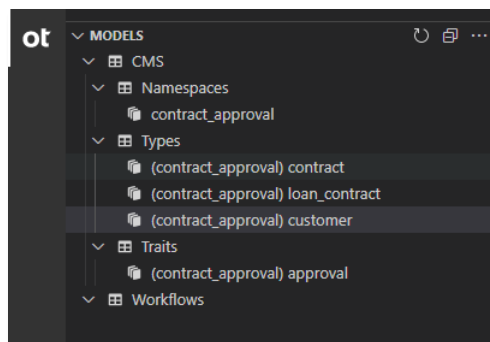 ot
MODELS
CMS
Namespaces
contract_approval
Types
(contract_approval) contract
(contract_approval) loan_contract
(contract_approval) customer
Traits
(contract_approval) approval
Workflows